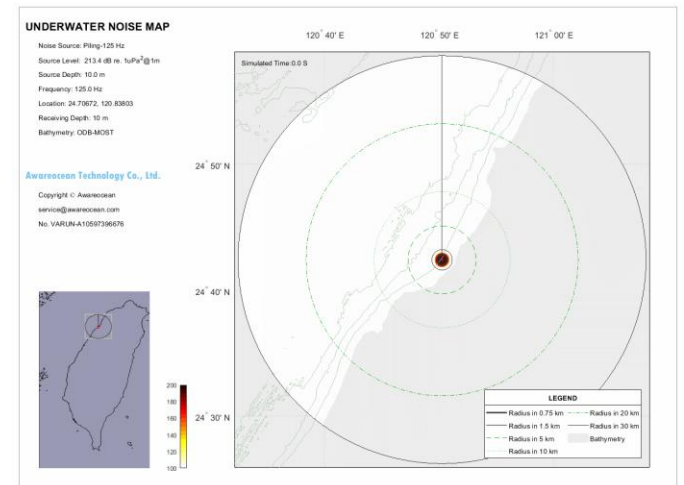 UNDERWATER NOISE MAP
Noise Source: Piling-125 Hz
Source Level: 213.4 dB re. 1uPa²@1m
Source Depth: 10.0 m
Frequency: 125.0 Hz
Location: 24.70672, 120.83803
Receiving Depth: 10 m
Bathymetry: ODB-MOST
Awareocean Technology Co., Ltd.
Copyright © Awareocean
service@awareocean.com
No. VARUN-A10597396676
200
180
160
140
120
100
120° 40' E
120° 50' E
121° 00' E
Simulated Time:0.0 S
24° 50' N
24° 40' N
24° 30' N
LEGEND
Radius in 0.75 km
Radius in 1.5 km
Radius in 5 km
Radius in 10 km
Radius in 20 km
Radius in 30 km
Bathymetry